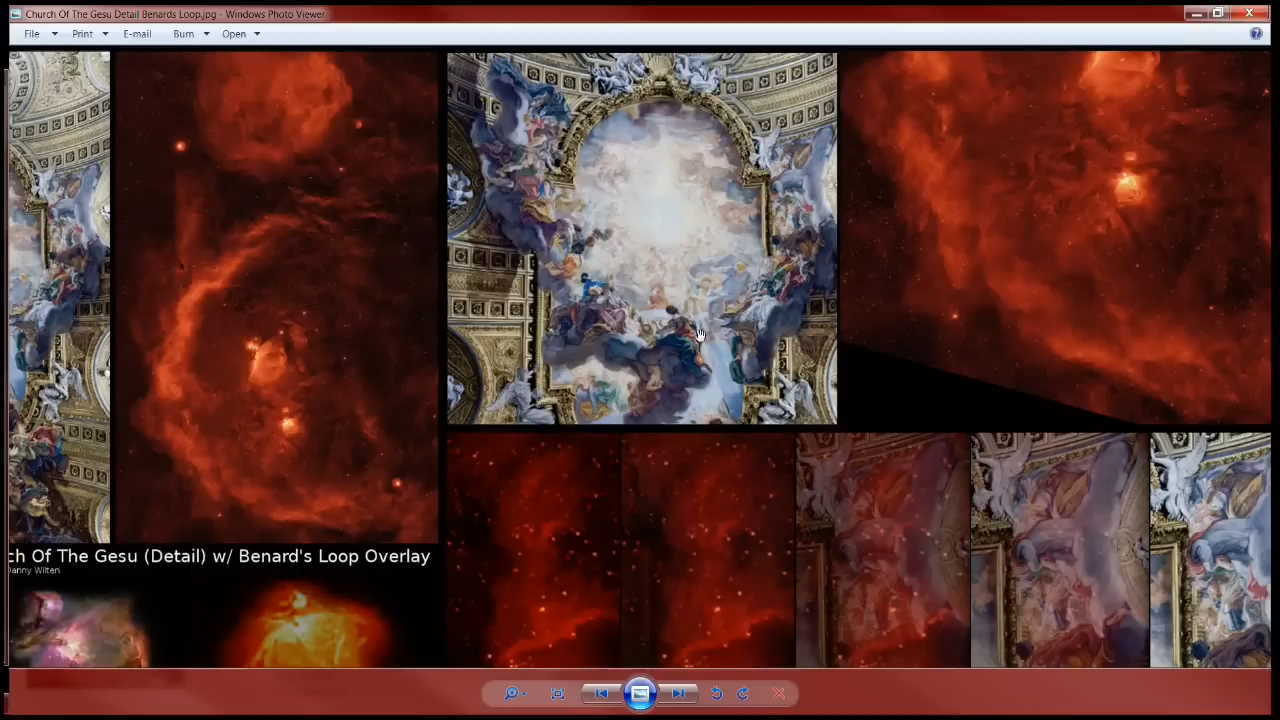 Church Of The Gesu Detail Benards Loop.jpg - Windows Photo Viewer
File Print E-mail Burn Open
ch Of The Gesu (Detail) w/ Benard's Loop Overlay
Danny Wilten